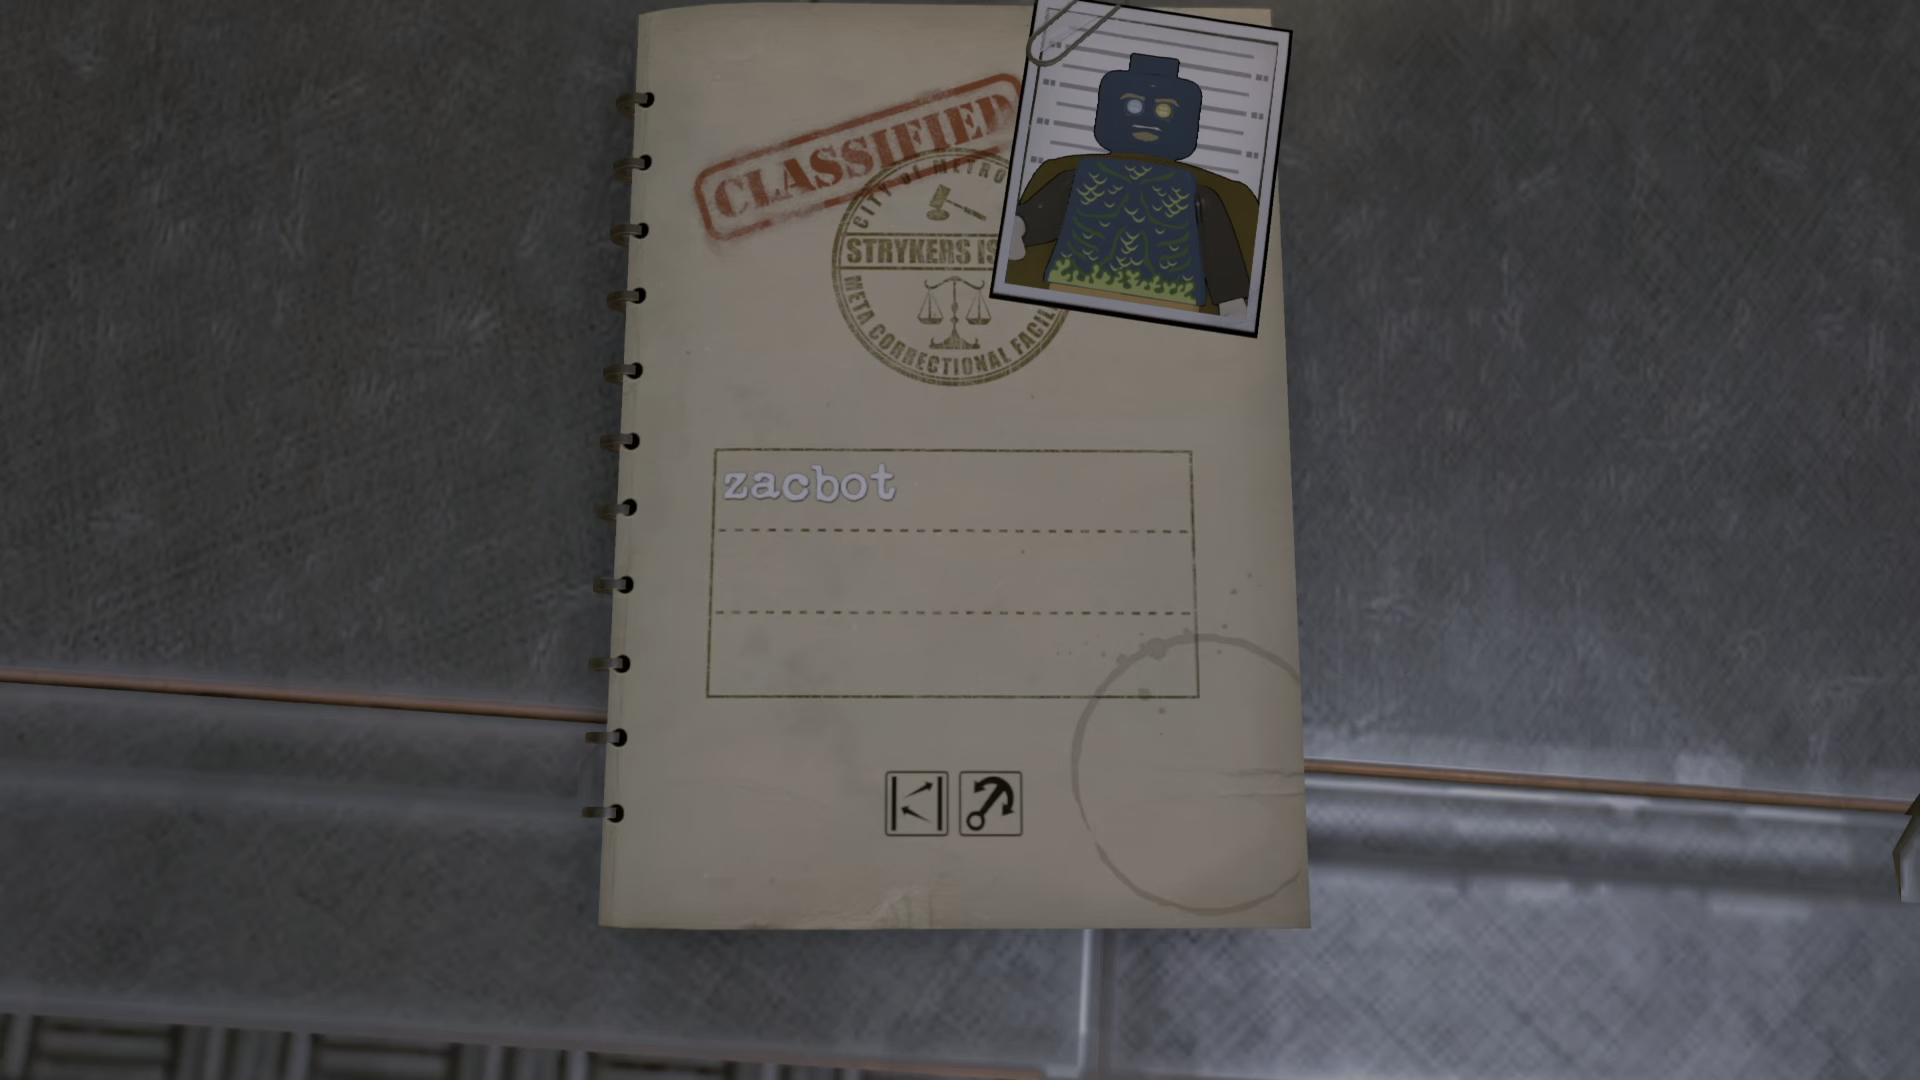 CLASSIFIED
CITY of METRO
STRYKERS IS
META CORRECTIONAL FACIL
zacbot